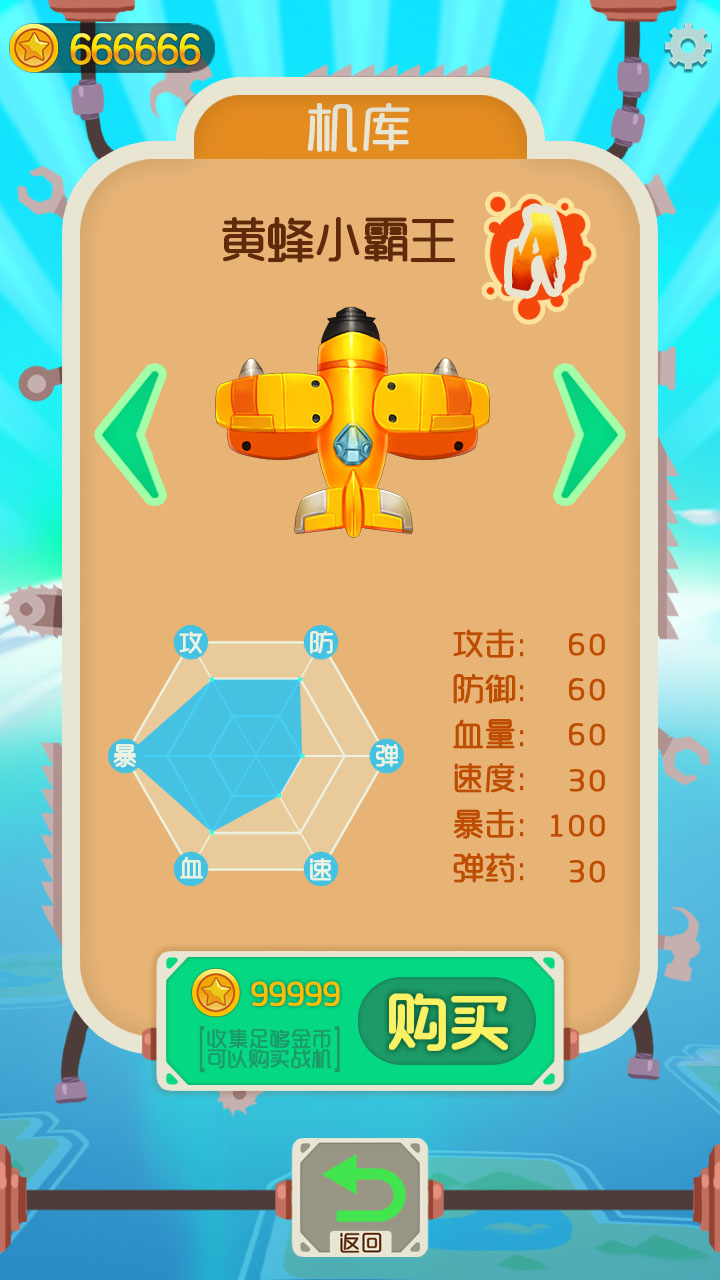 666666
机库
黄蜂小霸王
A
攻 防
暴 弹
血 速
攻击: 60
防御: 60
血量: 60
速度: 30
暴击: 100
弹药: 30
99999
[收集足够金币
可以购买战机]
购买
返回